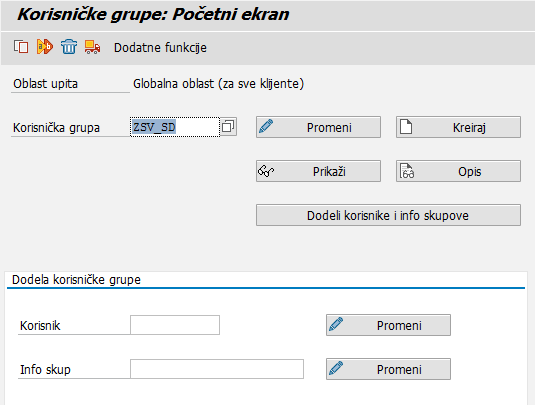 Korisničke grupe: Početni ekran
Dodatne funkcije
Oblast upita Globalna oblast (za sve klijente)
Korisnička grupa ZSV_SD Promeni Kreiraj
Prikaži Opis
Dodeli korisnike i info skupove
Dodela korisničke grupe
Korisnik Promeni
Info skup Promeni